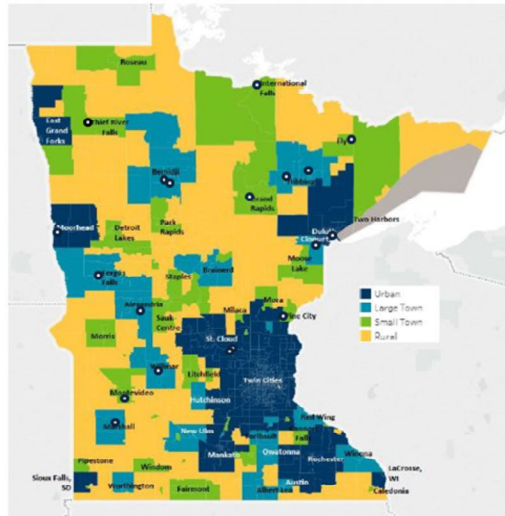 Roseau
International
Falls
East
Grand
Forks
Thief River
Falls
Ely
Bemidji
Hibbing
Grand
Rapids
Two Harbors
Duluth
Cloquet
Moorhead
Detroit
Lakes
Park
Rapids
Moose
Lake
Fergus
Falls
Staples
Brainerd
Urban
Large Town
Small Town
Rural
Alexandria
Mora
Milaca
Pine City
Sauk
Centre
Morris
St. Cloud
Willmar
Litchfield
Twin Cities
Montevideo
Hutchinson
Marshall
Red Wing
New Ulm
Faribault
Falls
Winona
Mankato
Owatonna
Rochester
LaCrosse,
WI
Pipestone
Sioux Falls,
SD
Windom
Worthington
Fairmont
Albert Lea
Austin
Caledonia